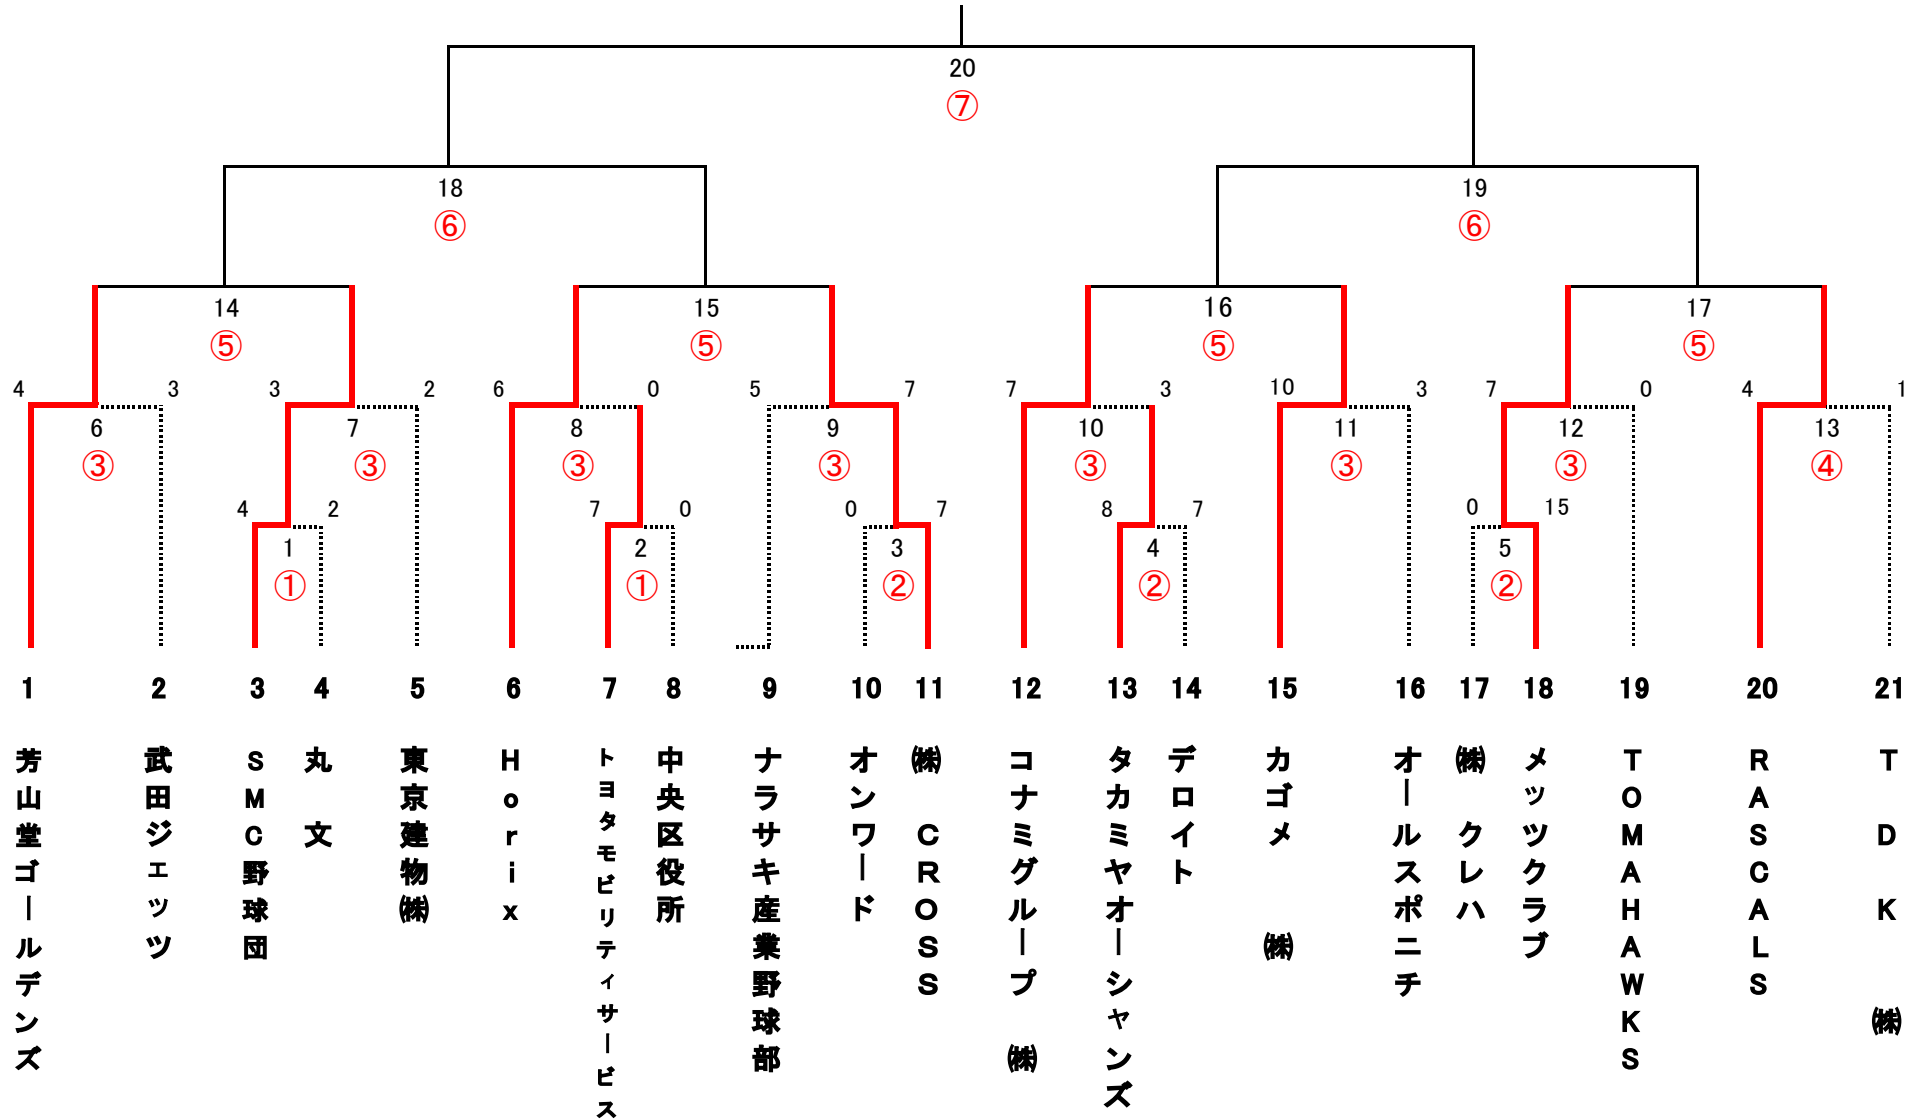 20
⑦
18
19
⑥
⑥
14
15
16
17
⑤
⑤
⑤
⑤
4 3 3 2 6 0 5 7 7 3 10 3 7 0 4 1
6 7 8 9 10 11 12 13
③ ③ ③ ③ ③ ③ ③ ④
4 2 7 0 0 7 8 7 0 15
1 2 3 4 5
① ① ② ② ②
1 2 3 4 5 6 7 8 9 10 11 12 13 14 15 16 17 18 19 20 21
芳山堂ゴールデンズ
武田ジェッツ
SMC野球団
丸 文
東京建物㈱
Horix
トヨタモビリティサービス
中央区役所
ナラサキ産業野球部
オンワード
㈱ CROSS
コナミグループ ㈱
タカミヤオーシャンズ
デロイト
カゴメ ㈱
オールスポニチ
㈱ クレハ
メッツクラブ
TOMAHAWKS
RASCALS
TDK ㈱